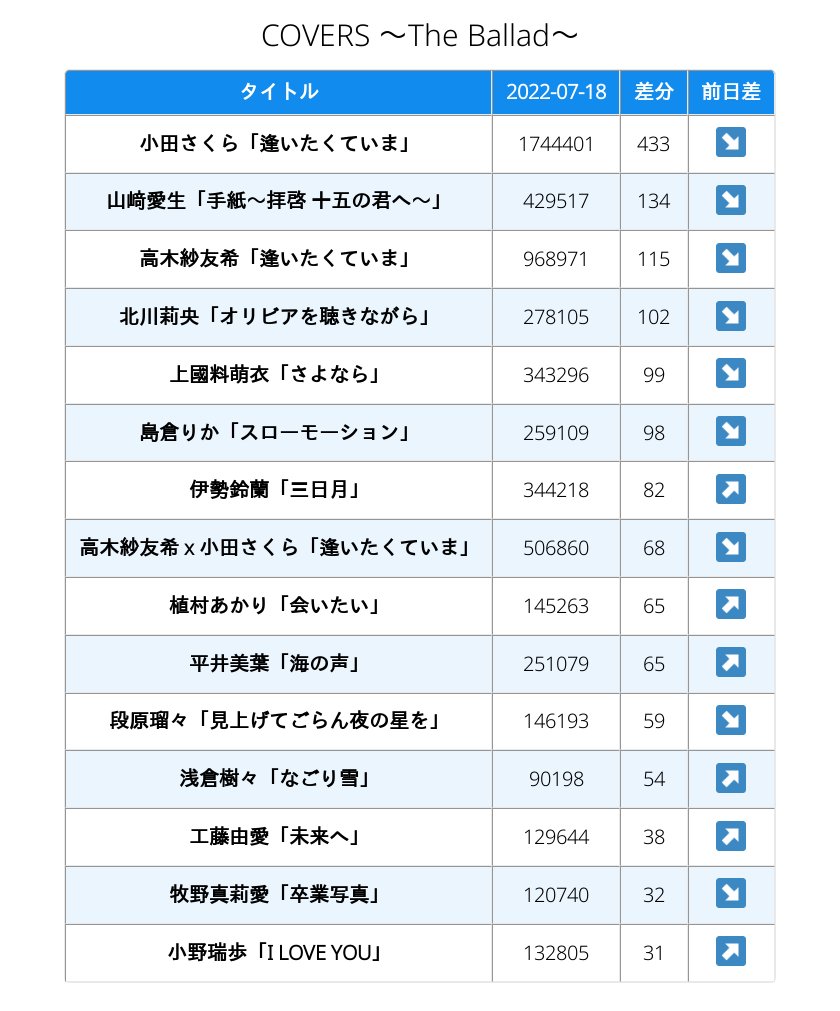 COVERS ～The Ballad～
タイトル 2022-07-18 差分 前日差
小田さくら「逢いたくていま」 1744401 433 ↘
山﨑愛生「手紙～拝啓 十五の君へ～」 429517 134 ↘
高木紗友希「逢いたくていま」 968971 115 ↘
北川莉央「オリビアを聴きながら」 278105 102 ↘
上國料萌衣「さよなら」 343296 99 ↘
島倉りか「スローモーション」 259109 98 ↘
伊勢鈴蘭「三日月」 344218 82 ↗
高木紗友希 x 小田さくら「逢いたくていま」 506860 68 ↘
植村あかり「会いたい」 145263 65 ↗
平井美葉「海の声」 251079 65 ↗
段原瑠々「見上げてごらん夜の星を」 146193 59 ↘
浅倉樹々「なごり雪」 90198 54 ↗
工藤由愛「未来へ」 129644 38 ↗
牧野真莉愛「卒業写真」 120740 32 ↘
小野瑞歩「I LOVE YOU」 132805 31 ↗